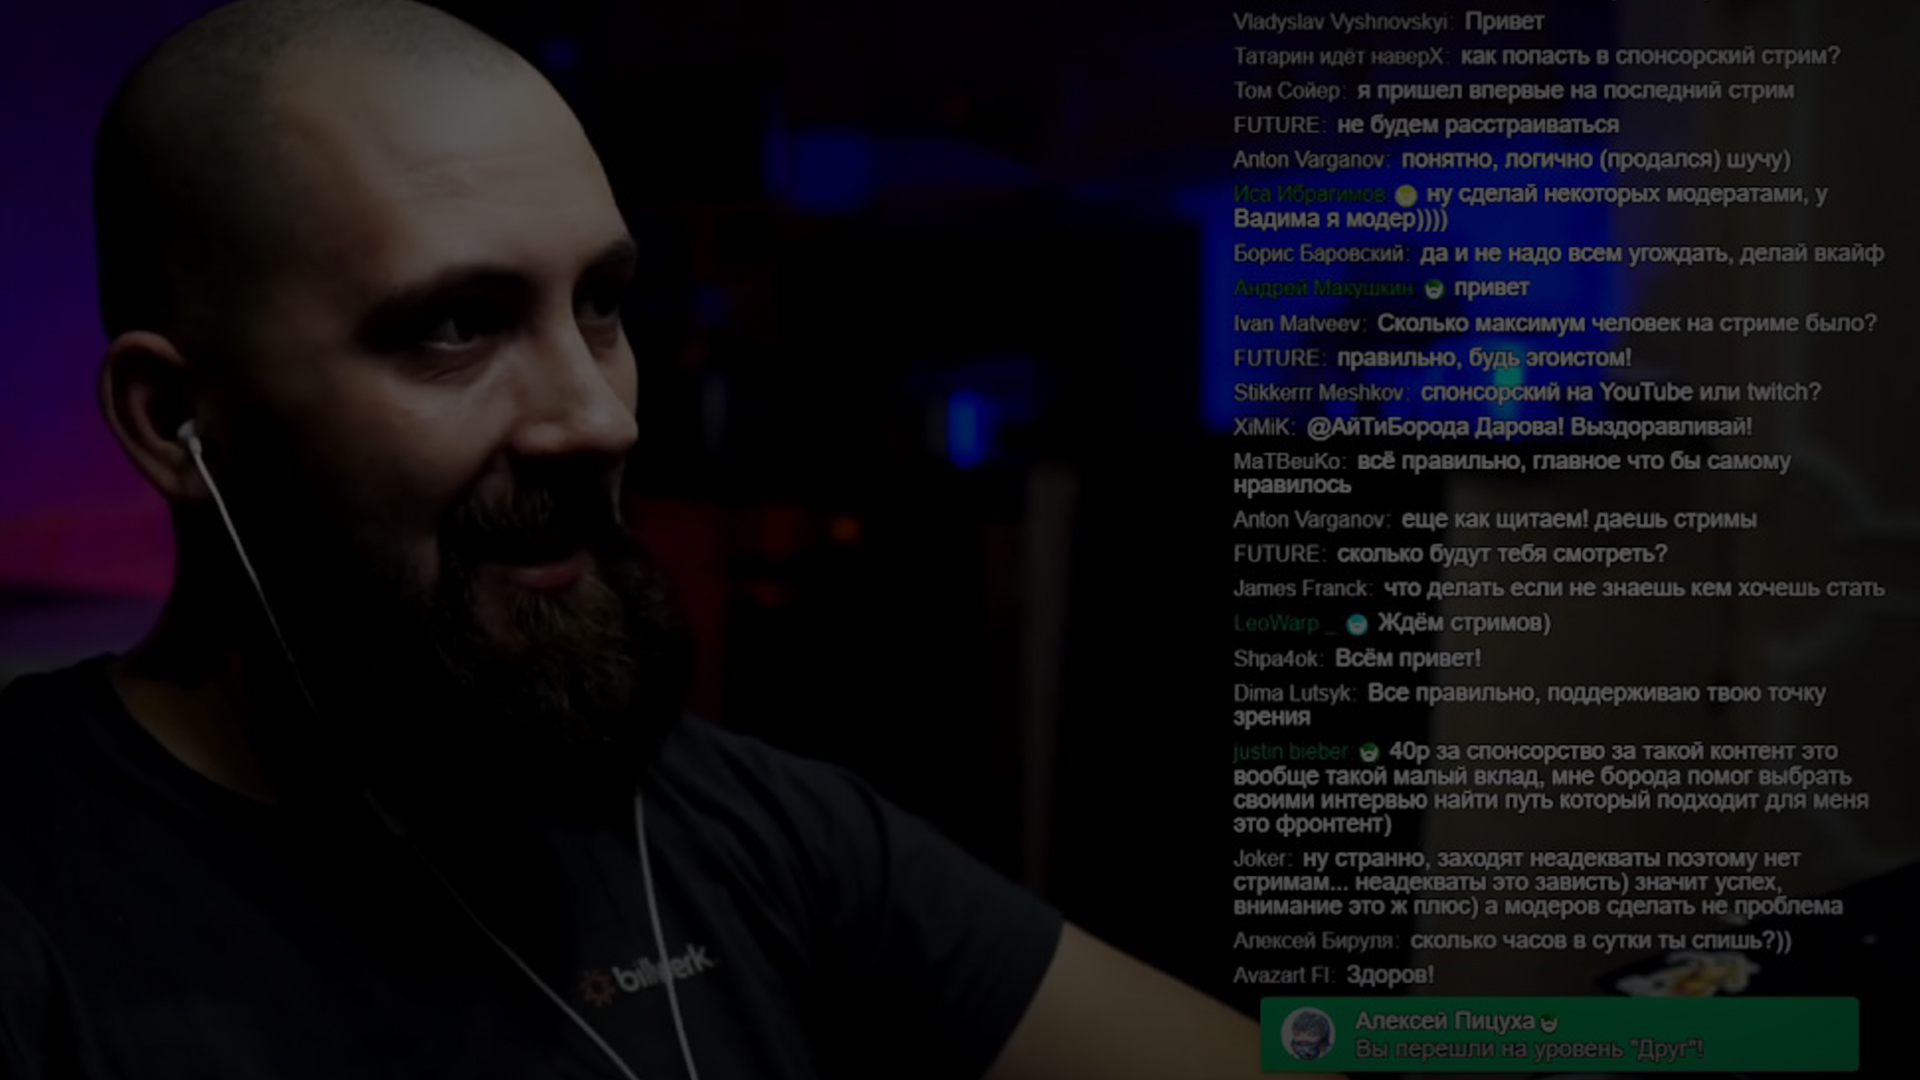 Vladyslav Vyshnovskyi: Привет
Татарин идёт наверХ: как попасть в спонсорский стрим?
Том Сойер: я пришел впервые на последний стрим
FUTURE: не будем расстраиваться
Anton Varganov: понятно, логично (продался) шучу)
Иса Ибрагимов ну сделай некоторых модератами, у
Вадима я модер))))
Борис Баровский: да и не надо всем угождать, делай вкайф
Андрей Макушкин привет
Ivan Matveev: Сколько максимум человек на стриме было?
FUTURE: правильно, будь эгоистом!
Stikkerrr Meshkov: спонсорский на YouTube или twitch?
XiMiK: @АйТиБорода Дарова! Выздоравливай!
MaTBeuKo: всё правильно, главное что бы самому
нравилось
Anton Varganov: еще как щитаем! даешь стримы
FUTURE: сколько будут тебя смотреть?
James Franck: что делать если не знаешь кем хочешь стать
LeoWarp _ Ждём стримов)
Shpa4ok: Всём привет!
Dima Lutsyk: Все правильно, поддерживаю твою точку
зрения
justin bieber: 40р за спонсорство за такой контент это
вообще такой малый вклад, мне борода помог выбрать
своими интервью найти путь который подходит для меня
это фронтент)
Joker: ну странно, заходят неадекваты поэтому нет
стримам... неадекваты это зависть) значит успех,
внимание это ж плюс) а модеров сделать не проблема
Алексей Бируля: сколько часов в сутки ты спишь?))
Avazart FI: Здоров!
Алексей Пицуха
Вы перешли на уровень "Друг"!